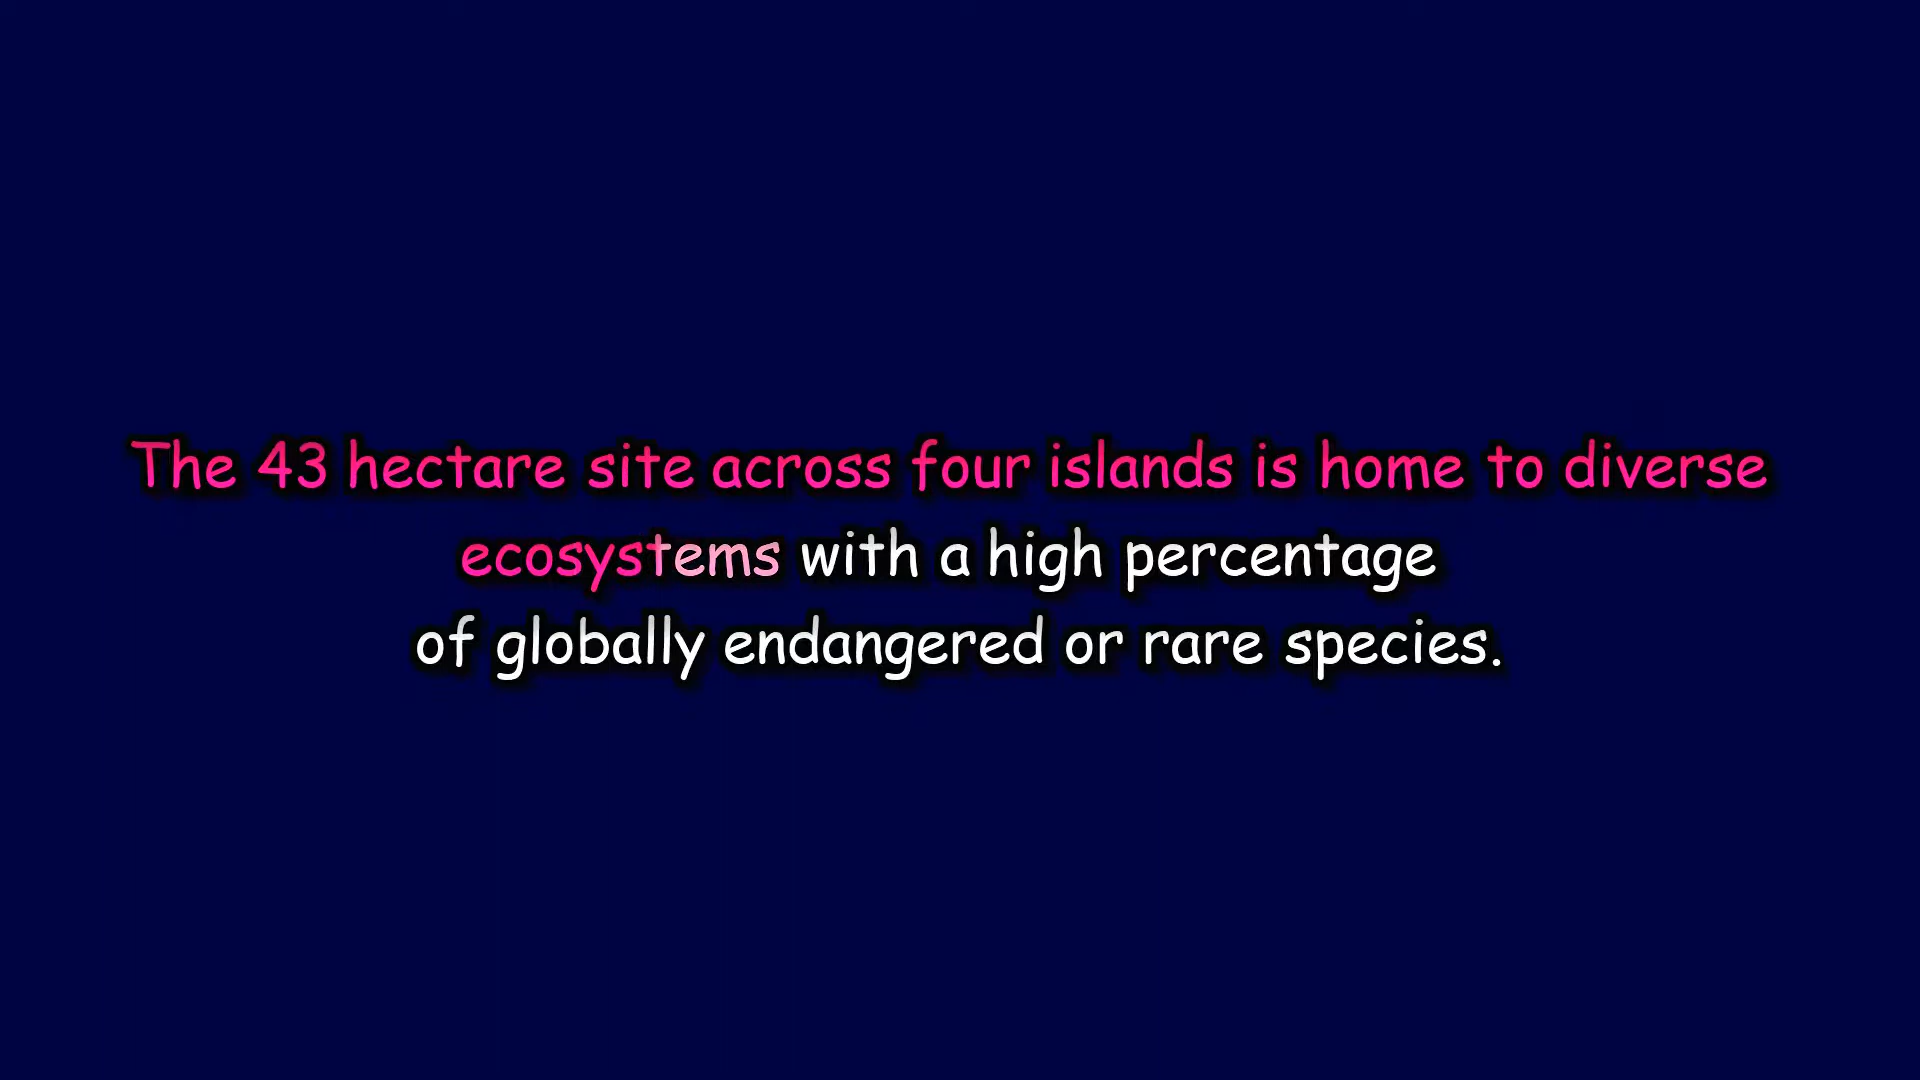 The 43 hectare site across four islands is home to diverse
ecosystems with a high percentage
of globally endangered or rare species.